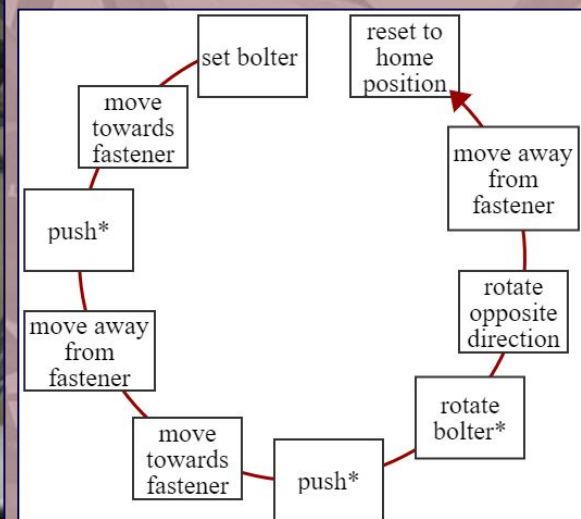 set bolter
move
towards
fastener
push*
move away
from
fastener
move
towards
fastener
push*
rotate
bolter*
rotate
opposite
direction
move away
from
fastener
reset to
home
position